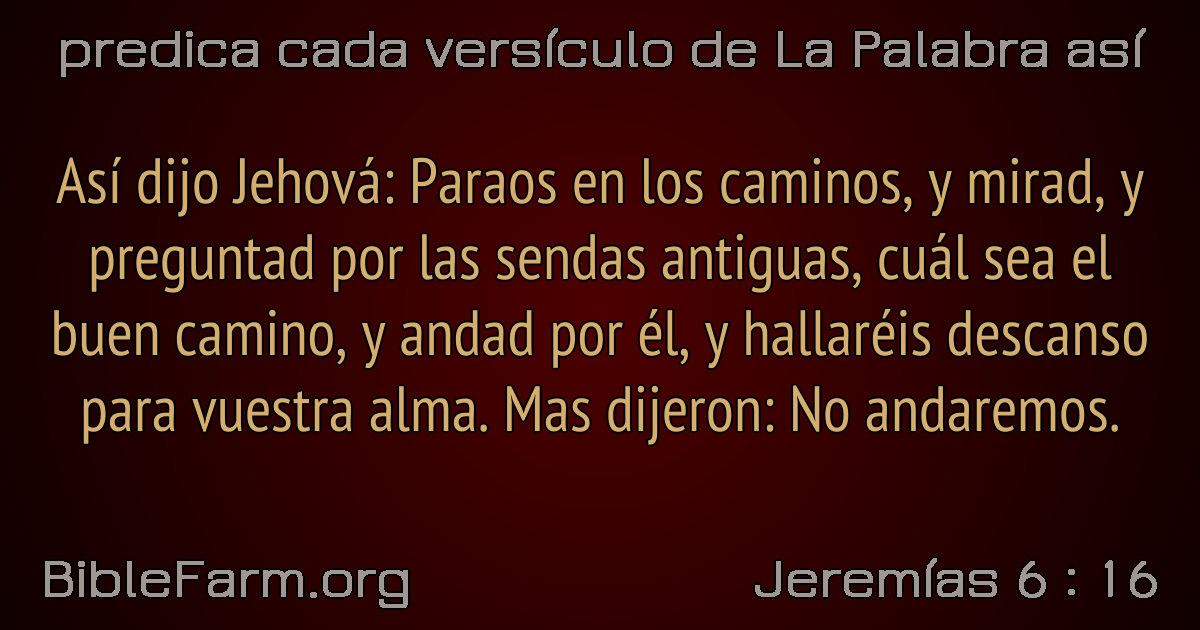 predica cada versículo de La Palabra así
Así dijo Jehová: Paraos en los caminos, y mirad, y
preguntad por las sendas antiguas, cuál sea el
buen camino, y andad por él, y hallaréis descanso
para vuestra alma. Mas dijeron: No andaremos.
BibleFarm.org
Jeremías 6 : 16